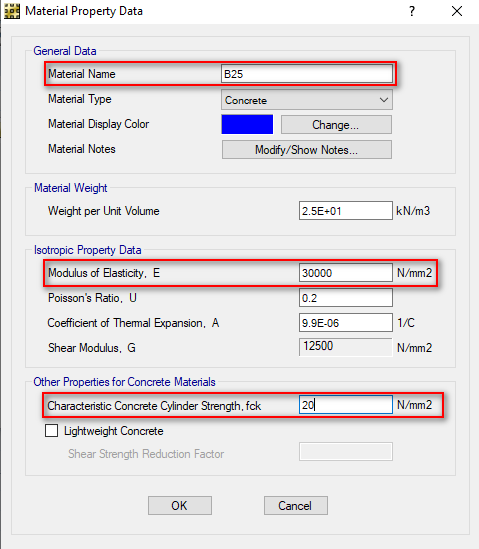 Material Property Data
? ×
General Data
Material Name B25
Material Type Concrete
Material Display Color Change...
Material Notes Modify/Show Notes...
Material Weight
Weight per Unit Volume 2.5E+01 kN/m3
Isotropic Property Data
Modulus of Elasticity, E 30000 N/mm2
Poisson's Ratio, U 0.2
Coefficient of Thermal Expansion, A 9.9E-06 1/C
Shear Modulus, G 12500 N/mm2
Other Properties for Concrete Materials
Characteristic Concrete Cylinder Strength, fck 20 N/mm2
Lightweight Concrete
Shear Strength Reduction Factor
OK Cancel